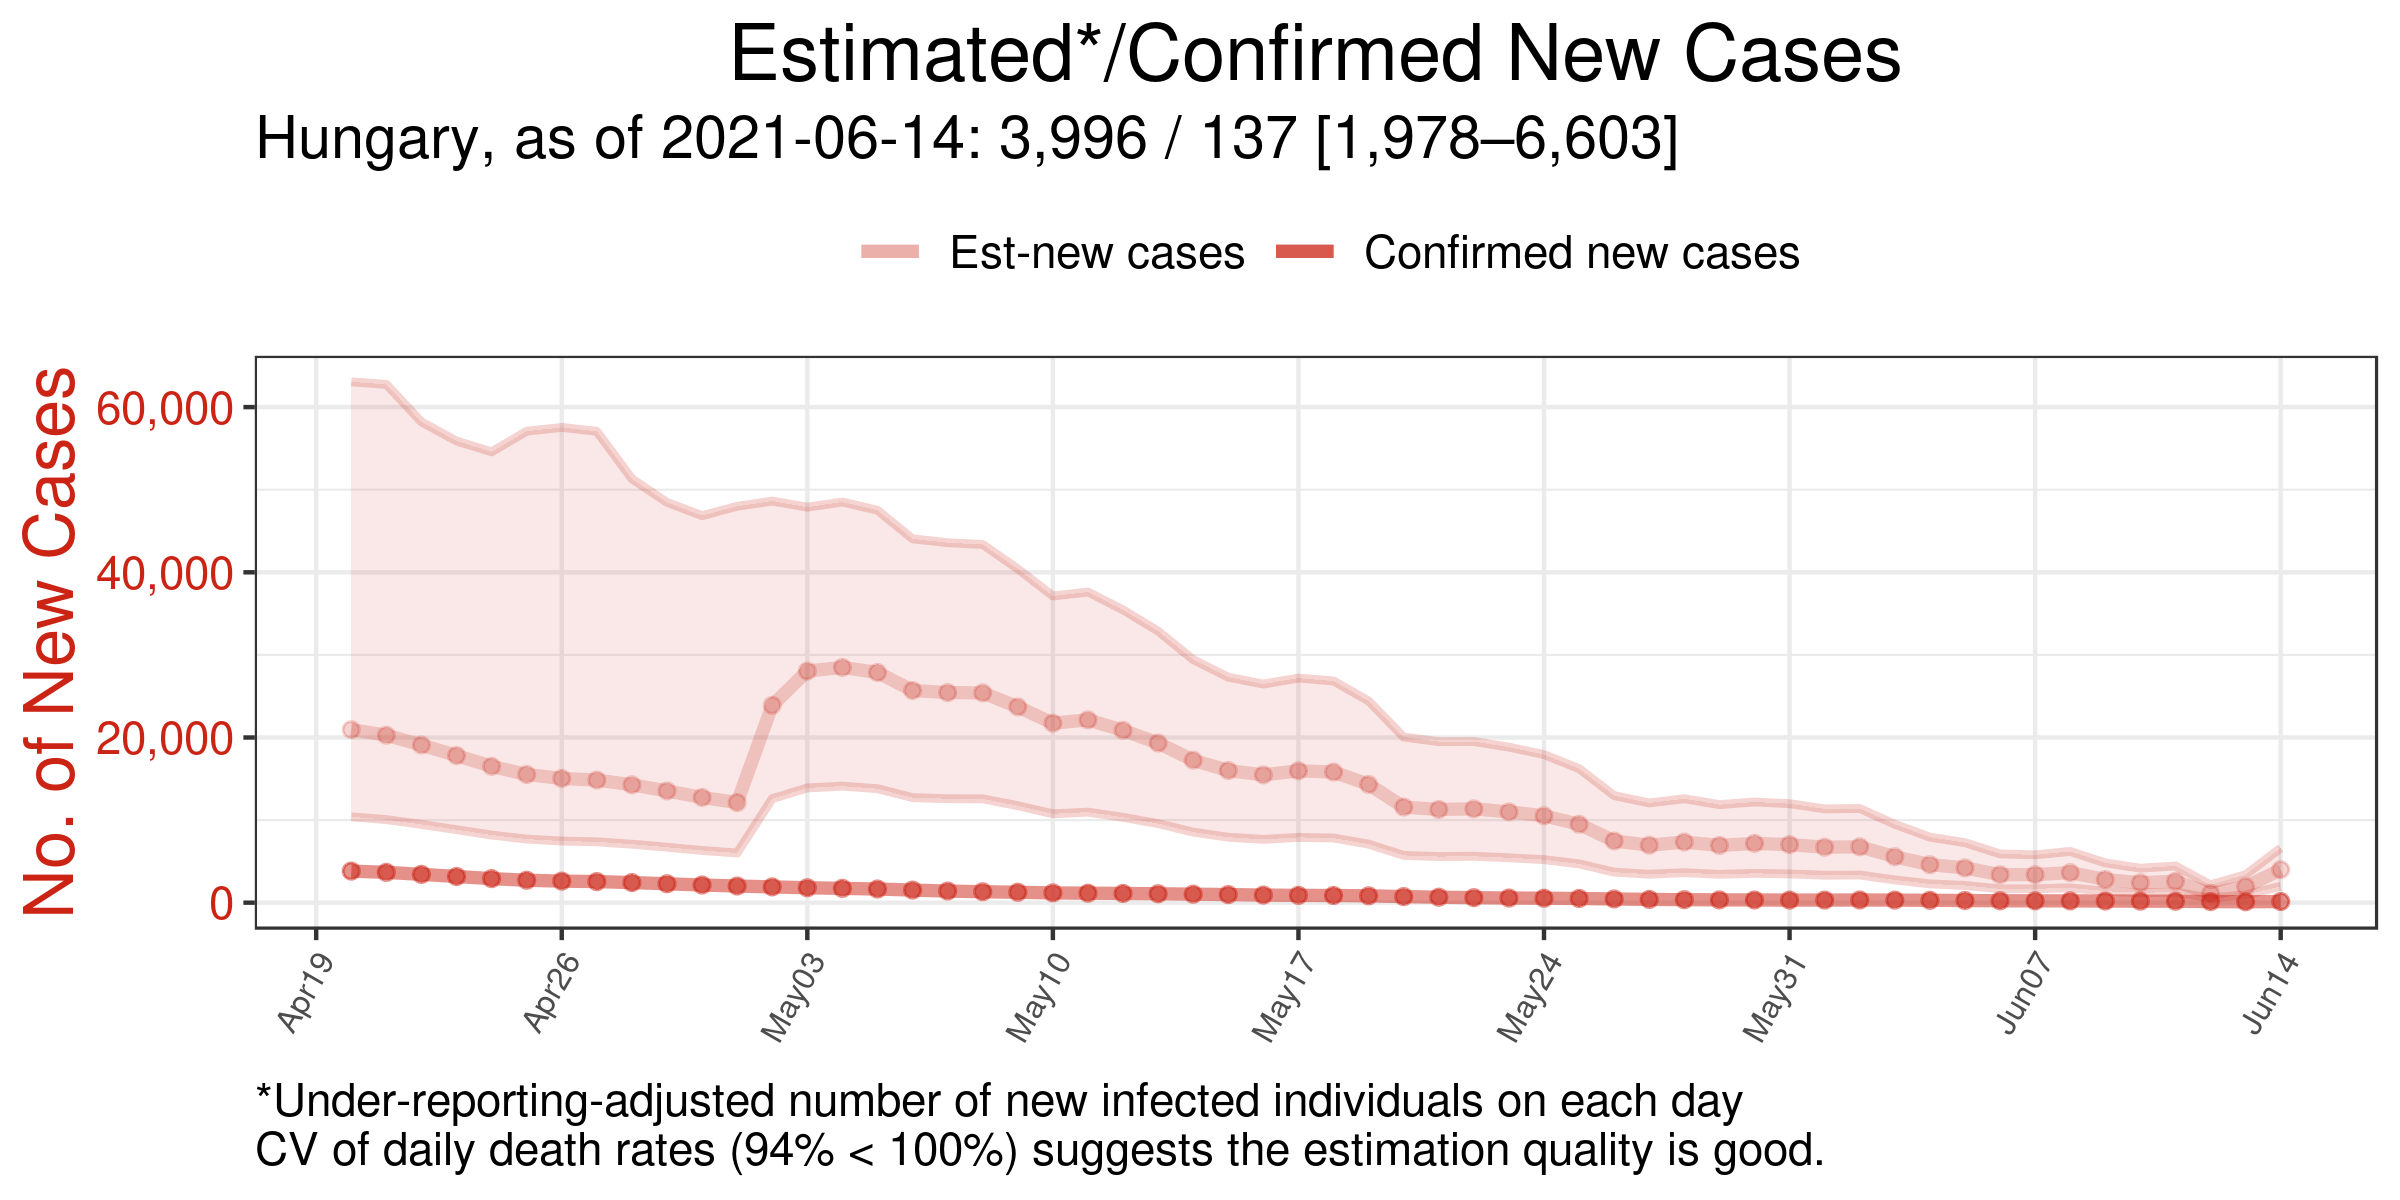 Estimated*/Confirmed New Cases
Hungary, as of 2021-06-14: 3,996 / 137 [1,978–6,603]
Est-new cases
Confirmed new cases
No. of New Cases
60,000
40,000
20,000
0
Apr19
Apr26
May03
May10
May17
May24
May31
Jun07
Jun14
*Under-reporting-adjusted number of new infected individuals on each day
CV of daily death rates (94% < 100%) suggests the estimation quality is good.